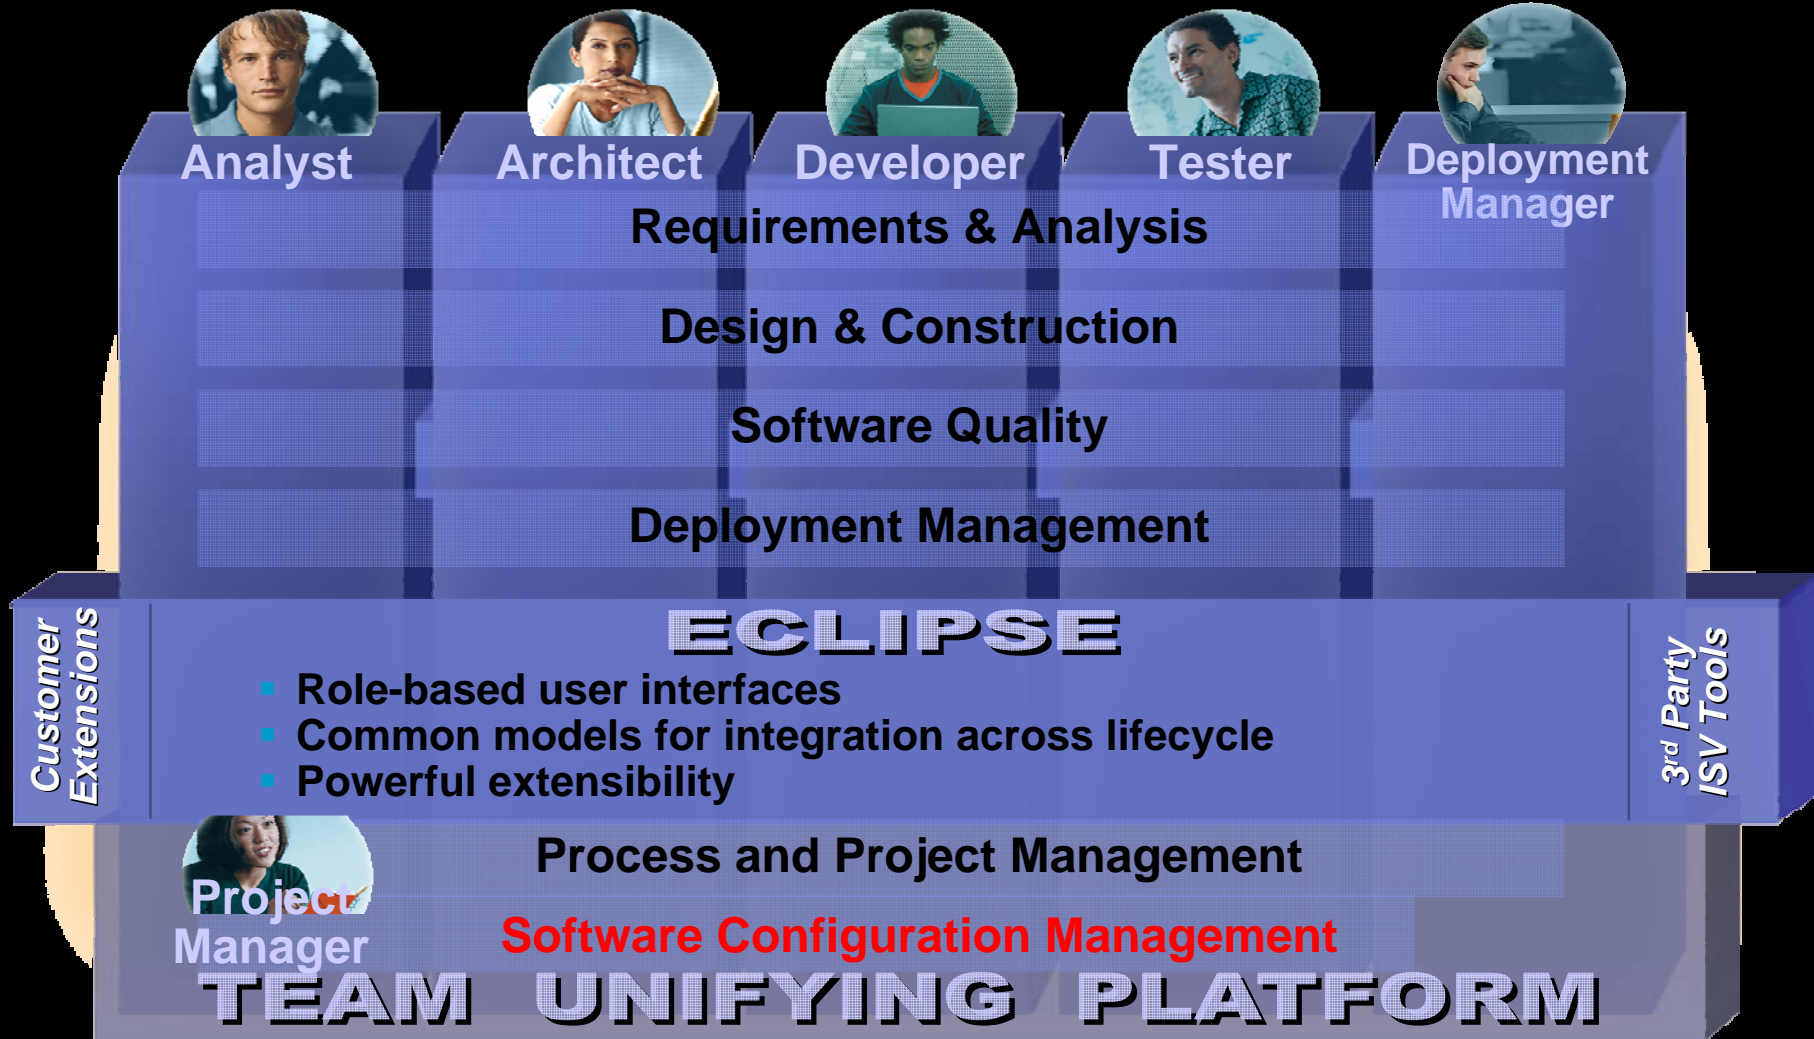 Analyst
Architect
Developer
Tester
Deployment
Manager
Requirements & Analysis
Design & Construction
Software Quality
Deployment Management
Customer
Extensions
ECLIPSE
Role-based user interfaces
Common models for integration across lifecycle
Powerful extensibility
3rd Party
ISV Tools
Process and Project Management
Project
Manager
Software Configuration Management
TEAM UNIFYING PLATFORM